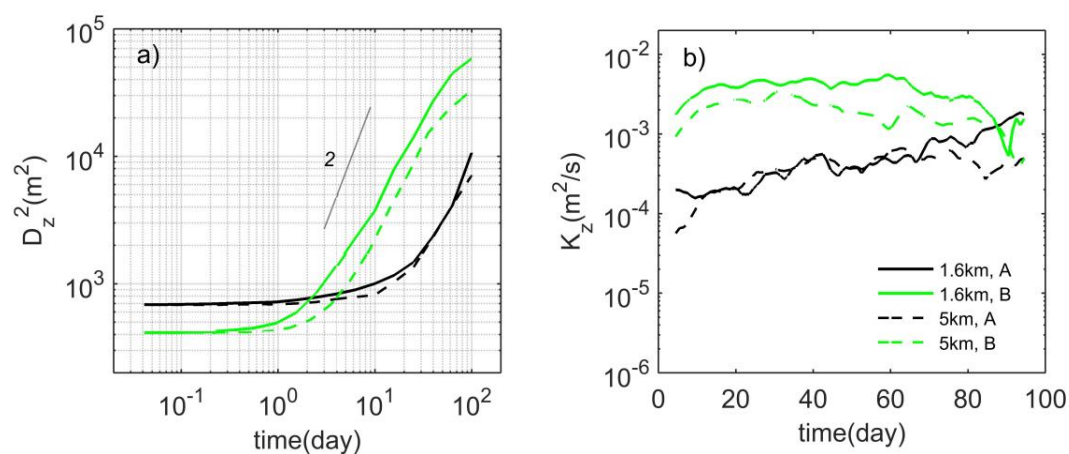 a)
10^5
10^4
10^3
D_z^2(m^2)
2
10^-1
10^0
10^1
10^2
time(day)
b)
10^-2
10^-3
10^-4
10^-5
10^-6
K_z(m^2/s)
1.6km, A
1.6km, B
5km, A
5km, B
0
20
40
60
80
100
time(day)